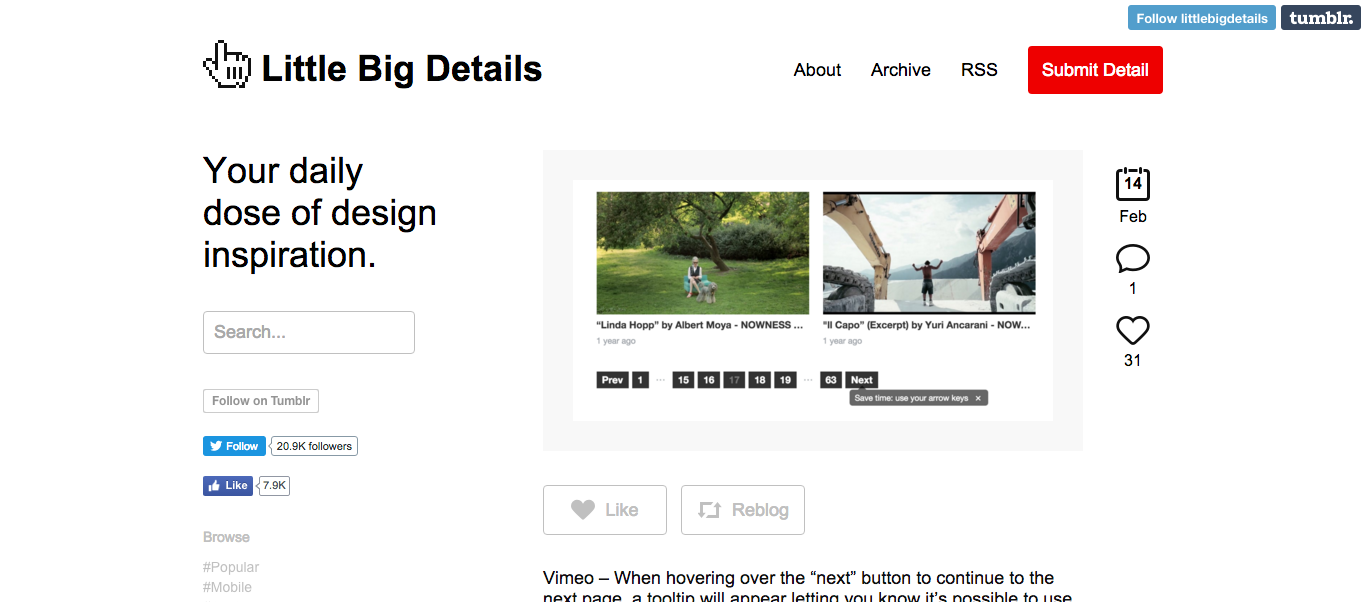 Follow littlebigdetails
tumblr.
Little Big Details
About
Archive
RSS
Submit Detail
Your daily
dose of design
inspiration.
Search...
Follow on Tumblr
Follow
20.9K followers
Like
7.9K
Browse
#Popular
#Mobile
“Linda Hopp” by Albert Moya - NOWNESS ...
1 year ago
"Il Capo” (Excerpt) by Yuri Ancarani - NOW...
1 year ago
Prev 1 ··· 15 16 17 18 19 ··· 63 Next
Save time: use your arrow keys ×
14
Feb
1
31
Like
Reblog
Vimeo – When hovering over the “next” button to continue to the
next page, a tooltip will appear letting you know it’s possible to use